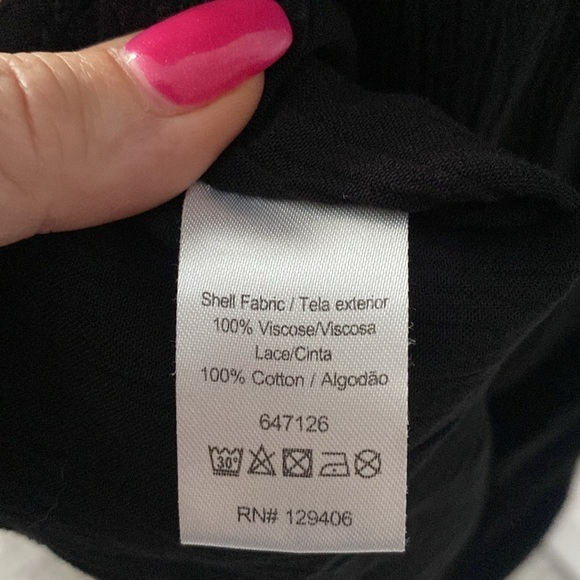 Shell Fabric / Tela exterior
100% Viscose/Viscosa
Lace/Cinta
100% Cotton / Algodão
647126
30°
RN# 129406